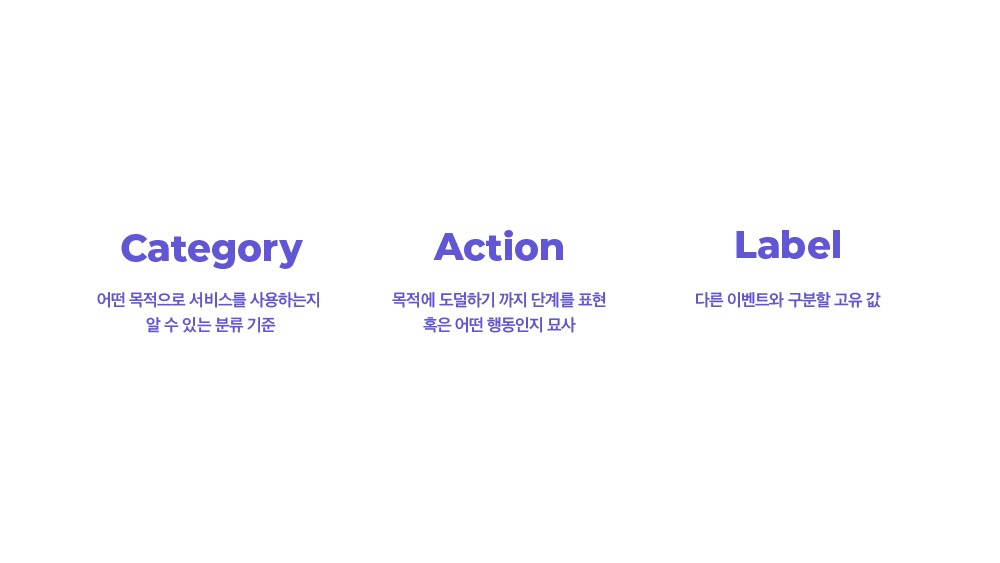 Category
어떤 목적으로 서비스를 사용하는지
알 수 있는 분류 기준
Action
목적에 도덜하기 까지 단계를 표현
혹은 어떤 행동인지 묘사
Label
다른 이벤트와 구분할 고유 값